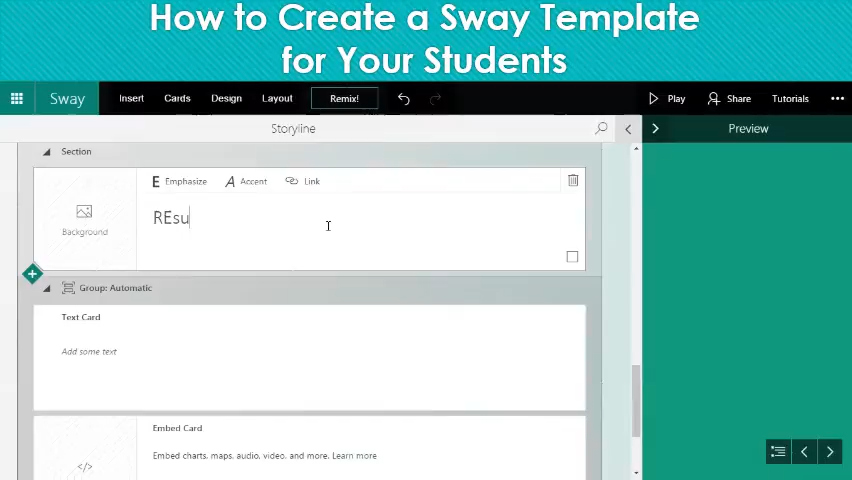 How to Create a Sway Template
for Your Students
Sway Insert Cards Design Layout Remix! Play Share Tutorials
Storyline Preview
Section
E Emphasize A Accent Link
Background
REsu
Group: Automatic
Text Card
Add some text
Embed Card
Embed charts, maps, audio, video, and more. Learn more